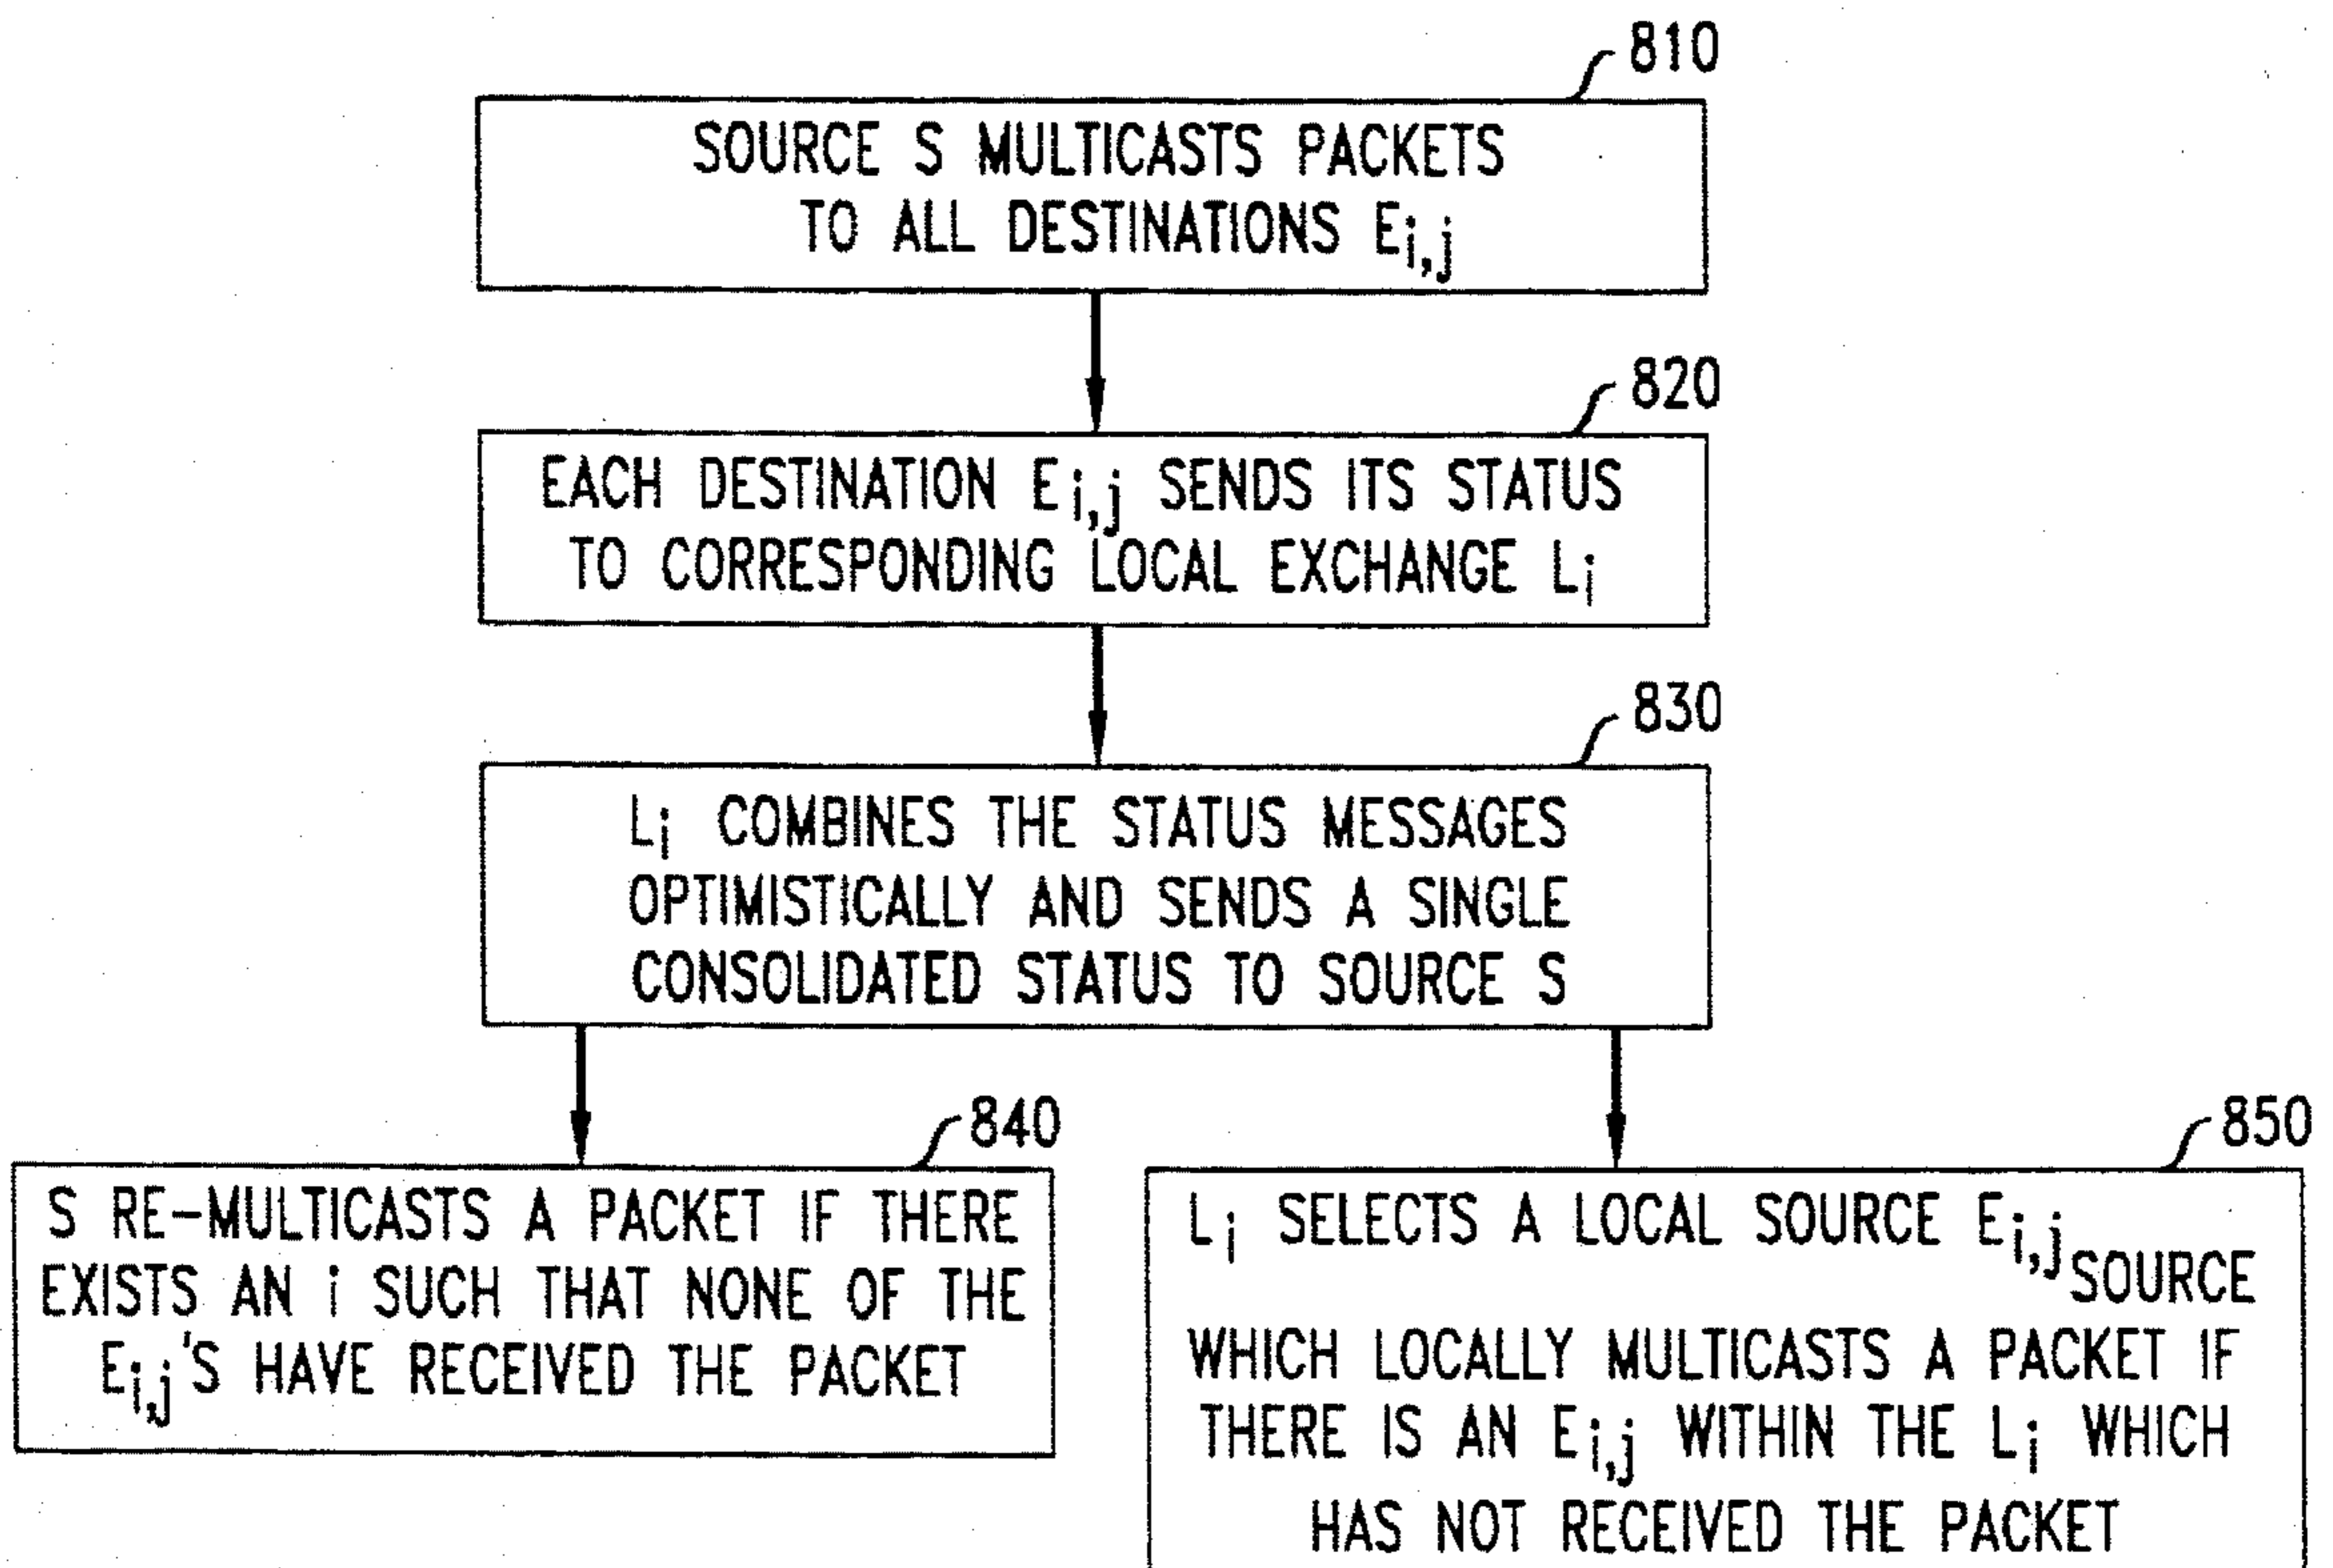 810
SOURCE S MULTICASTS PACKETS
TO ALL DESTINATIONS Ei,j
820
EACH DESTINATION Ei,j SENDS ITS STATUS
TO CORRESPONDING LOCAL EXCHANGE Li
830
Li COMBINES THE STATUS MESSAGES
OPTIMISTICALLY AND SENDS A SINGLE
CONSOLIDATED STATUS TO SOURCE S
840
S RE-MULTICASTS A PACKET IF THERE
EXISTS AN i SUCH THAT NONE OF THE
Ei,j'S HAVE RECEIVED THE PACKET
850
Li SELECTS A LOCAL SOURCE Ei,jSOURCE
WHICH LOCALLY MULTICASTS A PACKET IF
THERE IS AN Ei,j WITHIN THE Li WHICH
HAS NOT RECEIVED THE PACKET